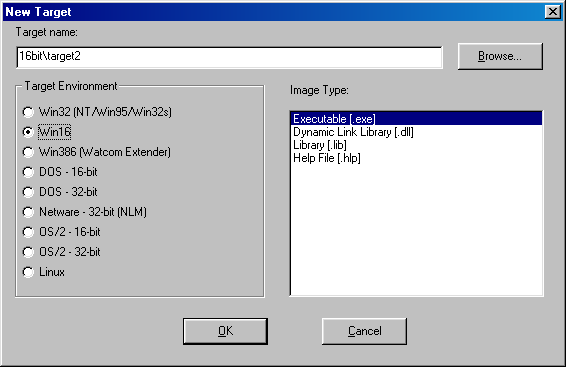 New Target
Target name:
16bit\target2
Browse...
Target Environment
Win32 (NT/Win95/Win32s)
Win16
Win386 (Watcom Extender)
DOS - 16-bit
DOS - 32-bit
Netware - 32-bit (NLM)
OS/2 - 16-bit
OS/2 - 32-bit
Linux
Image Type:
Executable [.exe]
Dynamic Link Library [.dll]
Library [.lib]
Help File [.hlp]
OK
Cancel